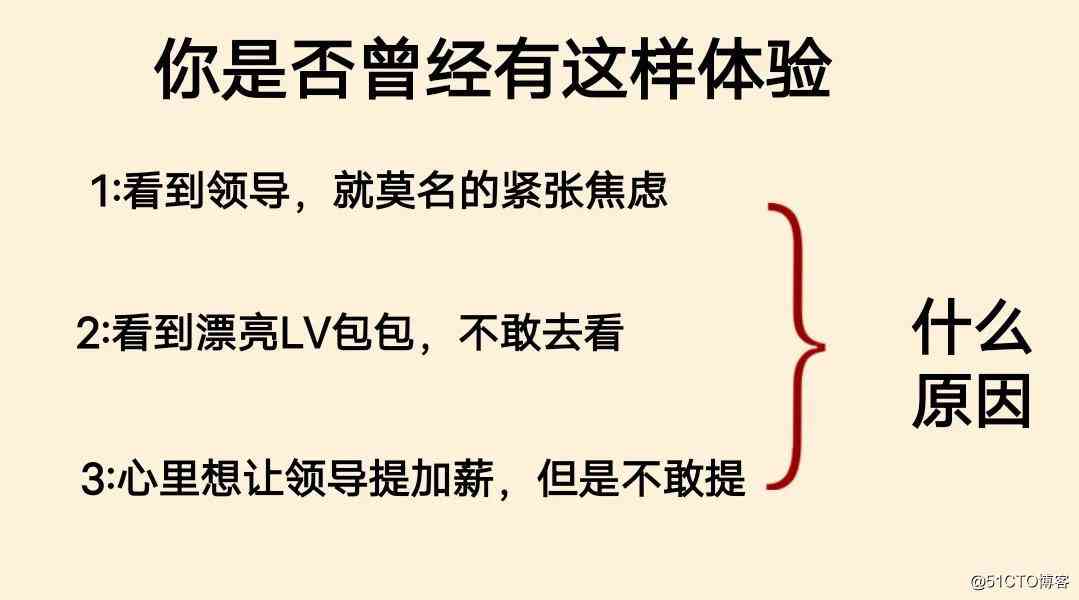 你是否曾经有这样体验
1:看到领导，就莫名的紧张焦虑
2:看到漂亮LV包包，不敢去看
3:心里想让领导提加薪，但是不敢提
什么
原因
@51CTO博客